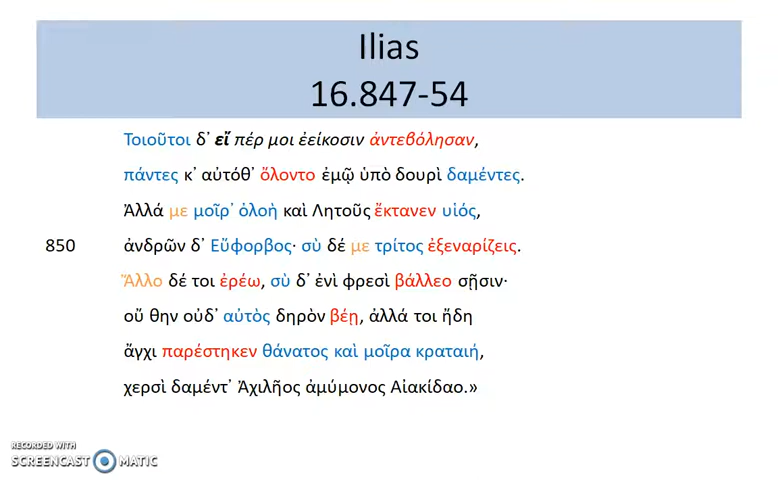 Ilias
16.847-54
Τοιοῦτοι δ᾽ εἴ πέρ μοι ἐείκοσιν ἀντεβόλησαν,
πάντες κ᾽ αὐτόθ᾽ ὄλοντο ἐμῷ ὑπὸ δουρὶ δαμέντες.
Ἀλλά με μοῖρ᾽ ὀλοὴ καὶ Λητοῦς ἔκτανεν υἱός,
850 ἀνδρῶν δ᾽ Εὔφορβος· σὺ δέ με τρίτος ἐξεναρίζεις.
Ἄλλο δέ τοι ἐρέω, σὺ δ᾽ ἐνὶ φρεσὶ βάλλεο σῇσιν·
οὔ θην οὐδ᾽ αὐτὸς δηρὸν βέῃ, ἀλλά τοι ἤδη
ἄγχι παρέστηκεν θάνατος καὶ μοῖρα κραταιή,
χερσὶ δαμέντ᾽ Ἀχιλῆος ἀμύμονος Αἰακίδαο.»
RECORDED WITH
SCREENCAST MATIC